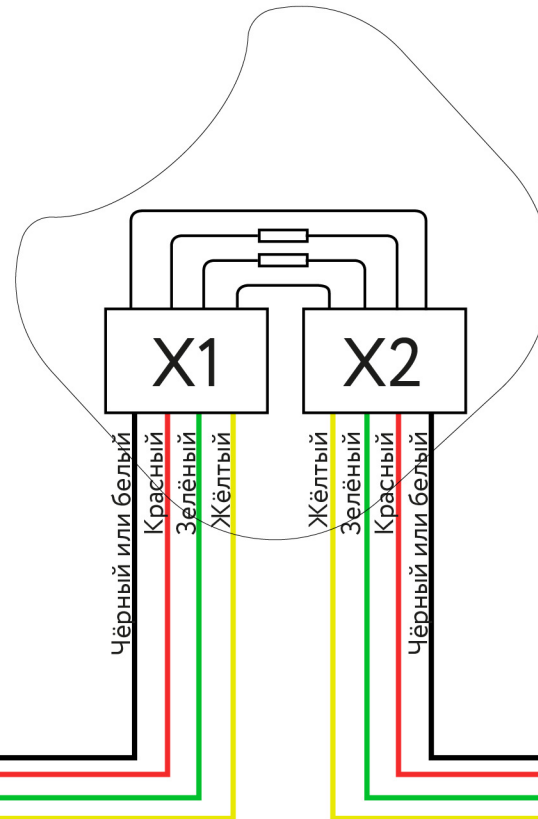 X1
X2
Чёрный или белый
Красный
Зелёный
Жёлтый
Жёлтый
Зелёный
Красный
Чёрный или белый